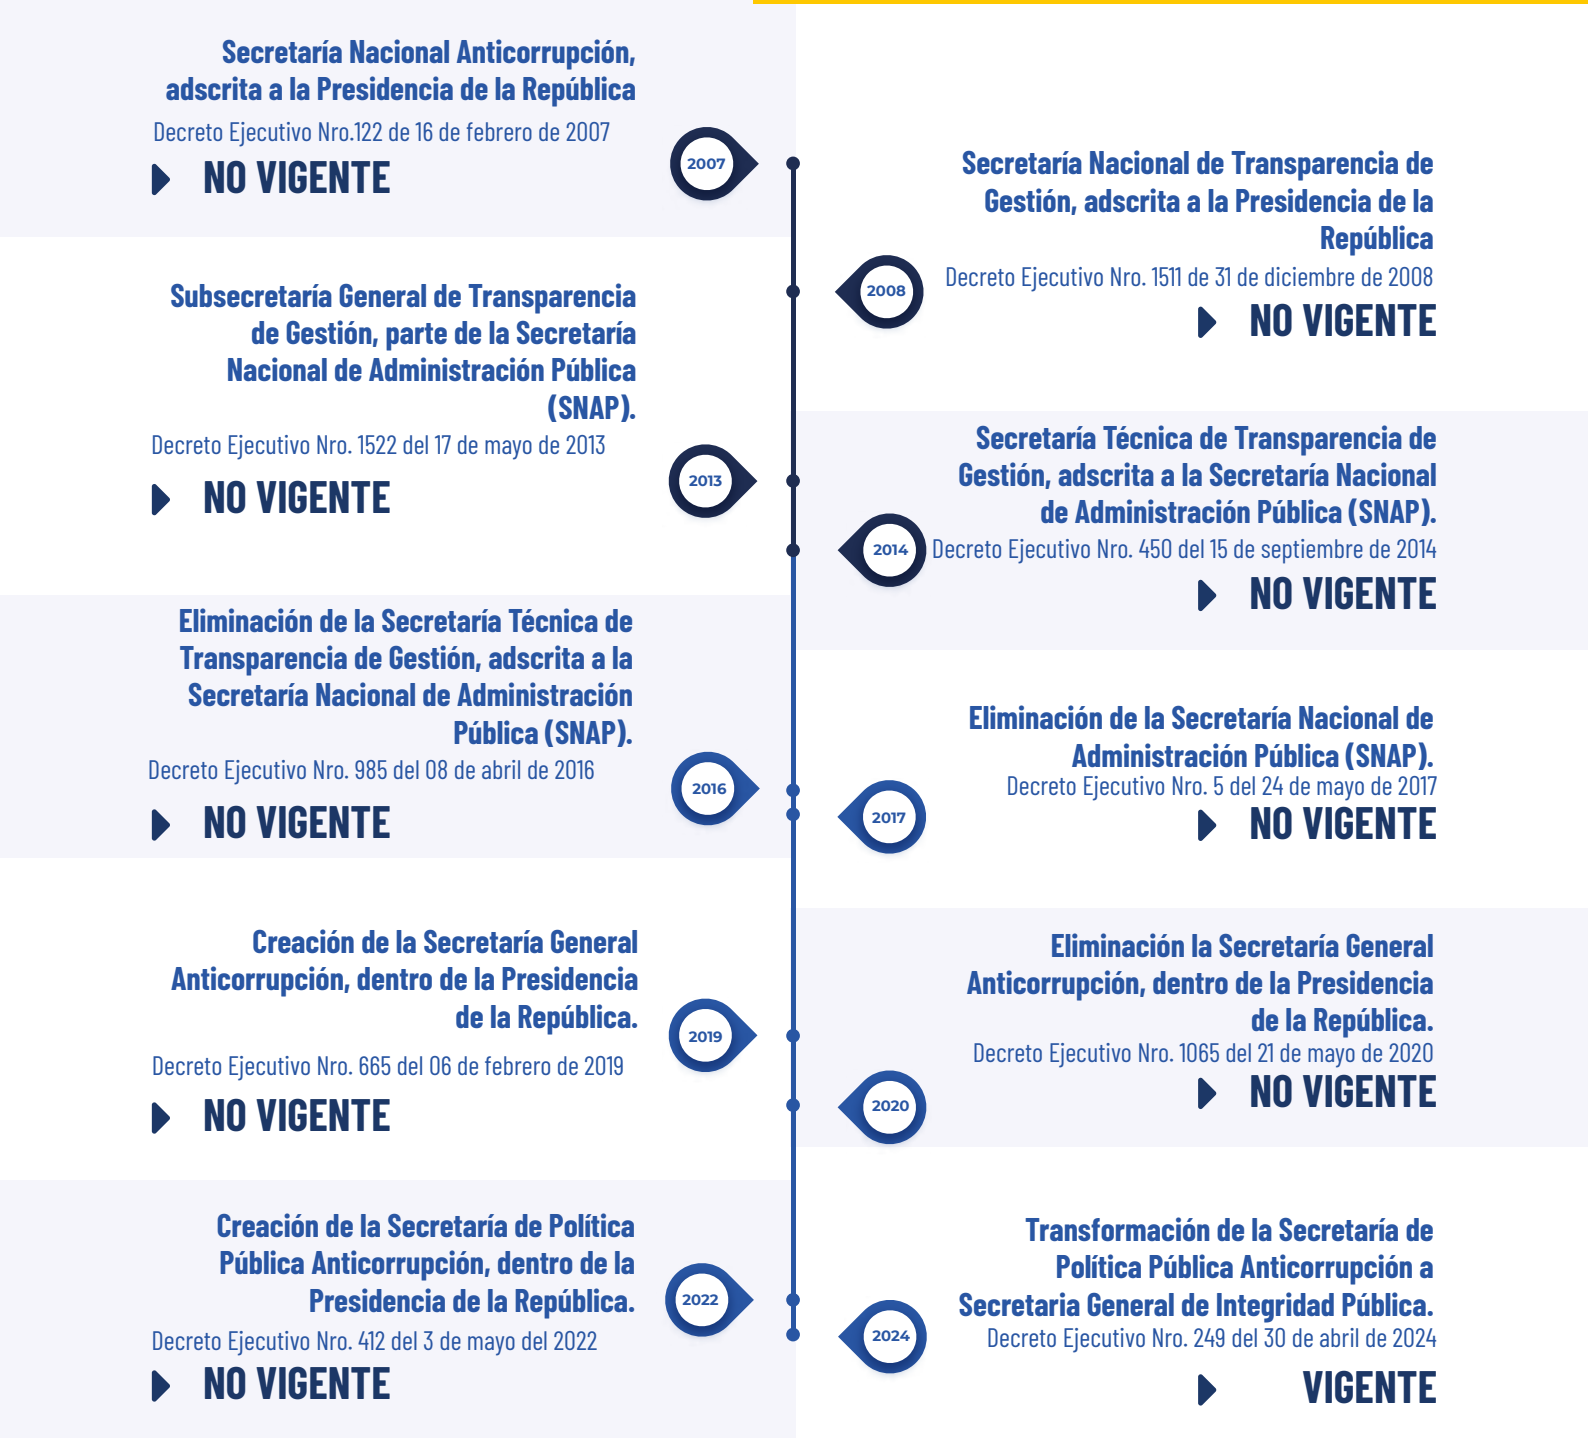 Secretaría Nacional Anticorrupción,
adscrita a la Presidencia de la República
Decreto Ejecutivo Nro.122 de 16 de febrero de 2007
NO VIGENTE
2007
Secretaría Nacional de Transparencia de
Gestión, adscrita a la Presidencia de la
República
Decreto Ejecutivo Nro. 1511 de 31 de diciembre de 2008
NO VIGENTE
2008
Subsecretaría General de Transparencia
de Gestión, parte de la Secretaría
Nacional de Administración Pública
(SNAP).
Decreto Ejecutivo Nro. 1522 del 17 de mayo de 2013
NO VIGENTE
2013
Secretaría Técnica de Transparencia de
Gestión, adscrita a la Secretaría Nacional
de Administración Pública (SNAP).
Decreto Ejecutivo Nro. 450 del 15 de septiembre de 2014
NO VIGENTE
2014
Eliminación de la Secretaría Técnica de
Transparencia de Gestión, adscrita a la
Secretaría Nacional de Administración
Pública (SNAP).
Decreto Ejecutivo Nro. 985 del 08 de abril de 2016
NO VIGENTE
2016
Eliminación de la Secretaría Nacional de
Administración Pública (SNAP).
Decreto Ejecutivo Nro. 5 del 24 de mayo de 2017
NO VIGENTE
2017
Creación de la Secretaría General
Anticorrupción, dentro de la Presidencia
de la República.
Decreto Ejecutivo Nro. 665 del 06 de febrero de 2019
NO VIGENTE
2019
Eliminación la Secretaría General
Anticorrupción, dentro de la Presidencia
de la República.
Decreto Ejecutivo Nro. 1065 del 21 de mayo de 2020
NO VIGENTE
2020
Creación de la Secretaría de Política
Pública Anticorrupción, dentro de la
Presidencia de la República.
Decreto Ejecutivo Nro. 412 del 3 de mayo del 2022
NO VIGENTE
2022
Transformación de la Secretaría de
Política Pública Anticorrupción a
Secretaria General de Integridad Pública.
Decreto Ejecutivo Nro. 249 del 30 de abril de 2024
VIGENTE
2024